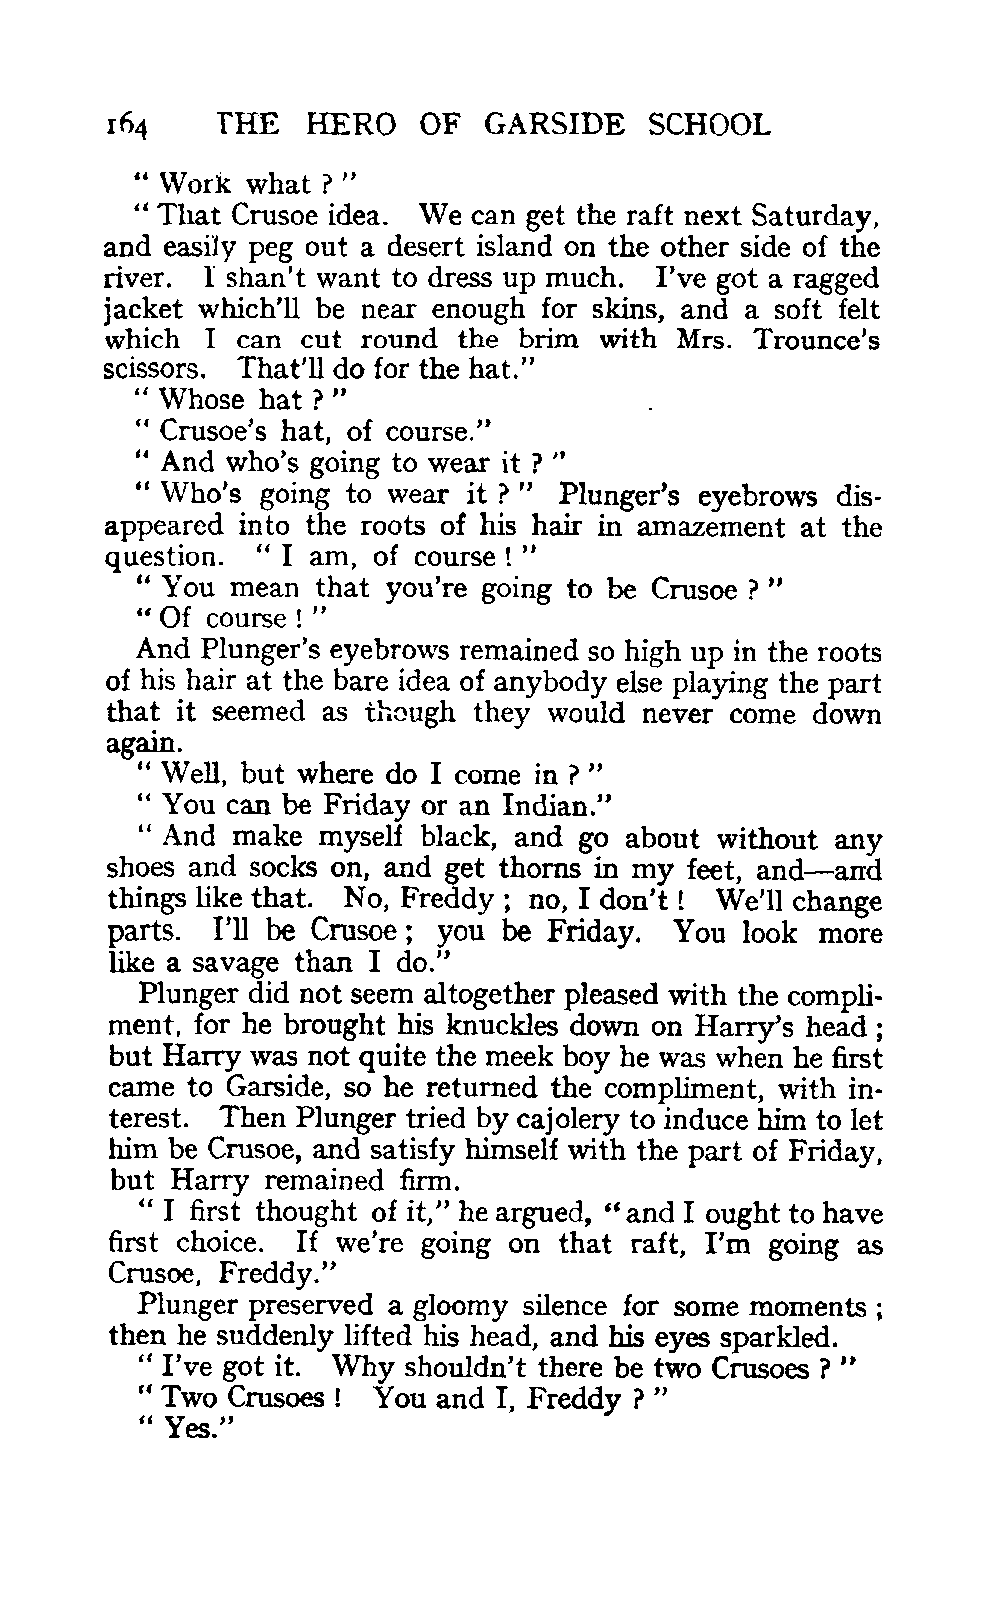 164 THE HERO OF GARSIDE SCHOOL
“ Work what ? ”
“ That Crusoe idea. We can get the raft next Saturday,
and easily peg out a desert island on the other side of the
river. I shan't want to dress up much. I've got a ragged
jacket which'll be near enough for skins, and a soft felt
which I can cut round the brim with Mrs. Trounce's
scissors. That'll do for the hat.”
“ Whose hat ? ”
“ Crusoe's hat, of course.”
“ And who's going to wear it ? ”
“ Who's going to wear it ? ” Plunger's eyebrows dis-
appeared into the roots of his hair in amazement at the
question. “ I am, of course ! ”
“ You mean that you're going to be Crusoe ? ”
“ Of course ! ”
And Plunger's eyebrows remained so high up in the roots
of his hair at the bare idea of anybody else playing the part
that it seemed as though they would never come down
again.
“ Well, but where do I come in ? ”
“ You can be Friday or an Indian.”
“ And make myself black, and go about without any
shoes and socks on, and get thorns in my feet, and—and
things like that. No, Freddy ; no, I don't ! We'll change
parts. I'll be Crusoe ; you be Friday. You look more
like a savage than I do.”
Plunger did not seem altogether pleased with the compli-
ment, for he brought his knuckles down on Harry's head ;
but Harry was not quite the meek boy he was when he first
came to Garside, so he returned the compliment, with in-
terest. Then Plunger tried by cajolery to induce him to let
him be Crusoe, and satisfy himself with the part of Friday,
but Harry remained firm.
“ I first thought of it,” he argued, “ and I ought to have
first choice. If we're going on that raft, I'm going as
Crusoe, Freddy.”
Plunger preserved a gloomy silence for some moments ;
then he suddenly lifted his head, and his eyes sparkled.
“ I've got it. Why shouldn't there be two Crusoes ? ”
“ Two Crusoes ! You and I, Freddy ? ”
“ Yes.”